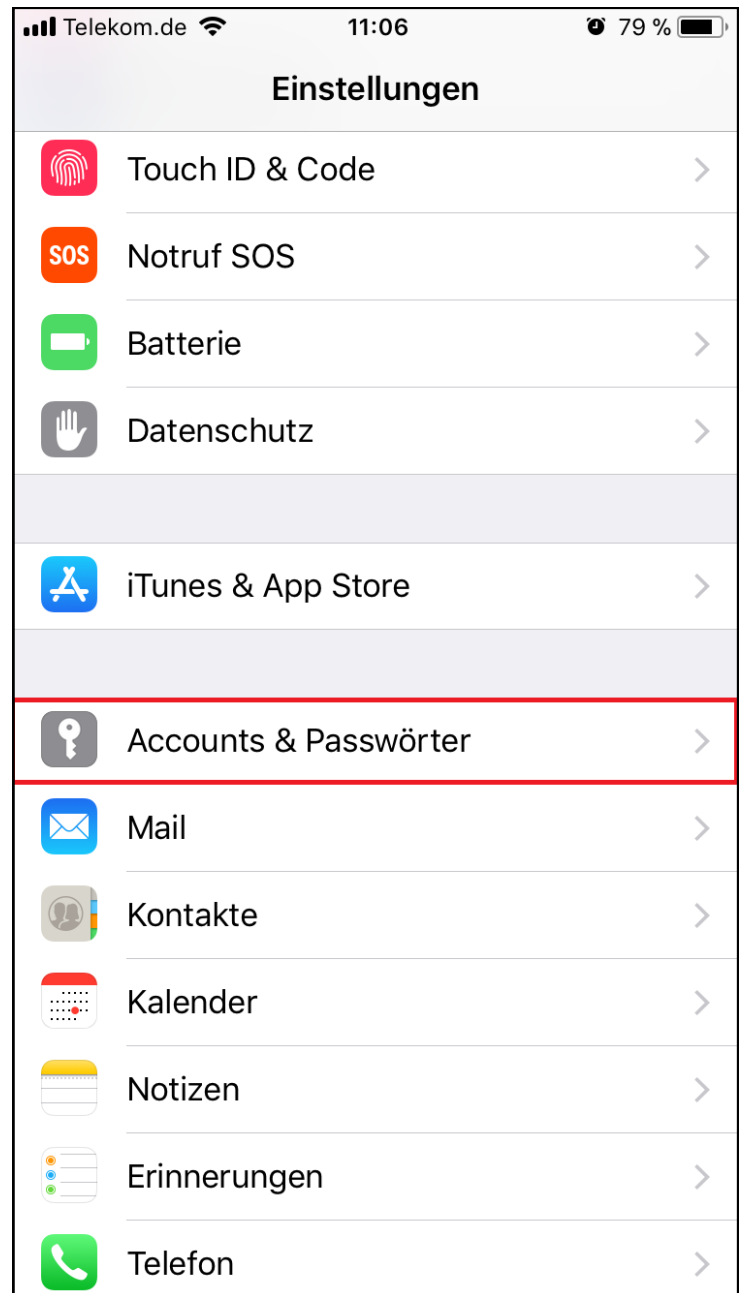 Telekom.de 11:06 79 %
Einstellungen
Touch ID & Code
SOS Notruf SOS
Batterie
Datenschutz
iTunes & App Store
Accounts & Passwörter
Mail
Kontakte
Kalender
Notizen
Erinnerungen
Telefon